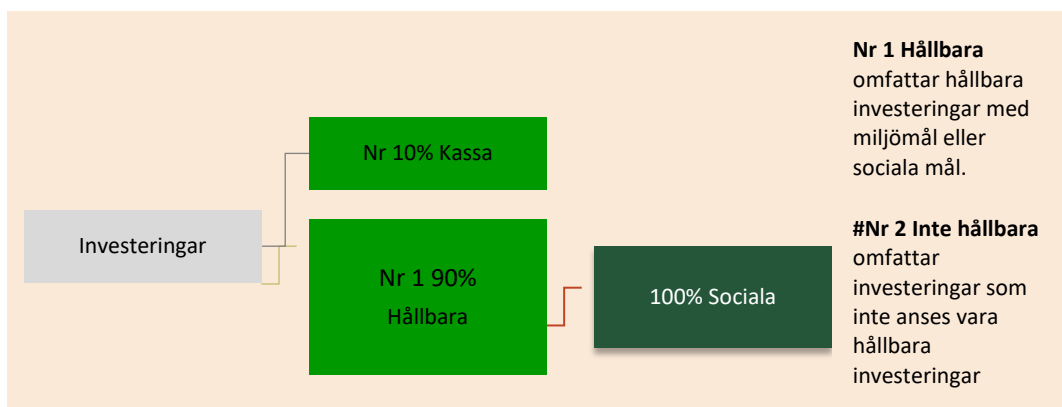 Investeringar
Nr 10% Kassa
Nr 1 90%
Hållbara
100% Sociala
Nr 1 Hållbara
omfattar hållbara
investeringar med
miljömål eller
sociala mål.
#Nr 2 Inte hållbara
omfattar
investeringar som
inte anses vara
hållbara
investeringar